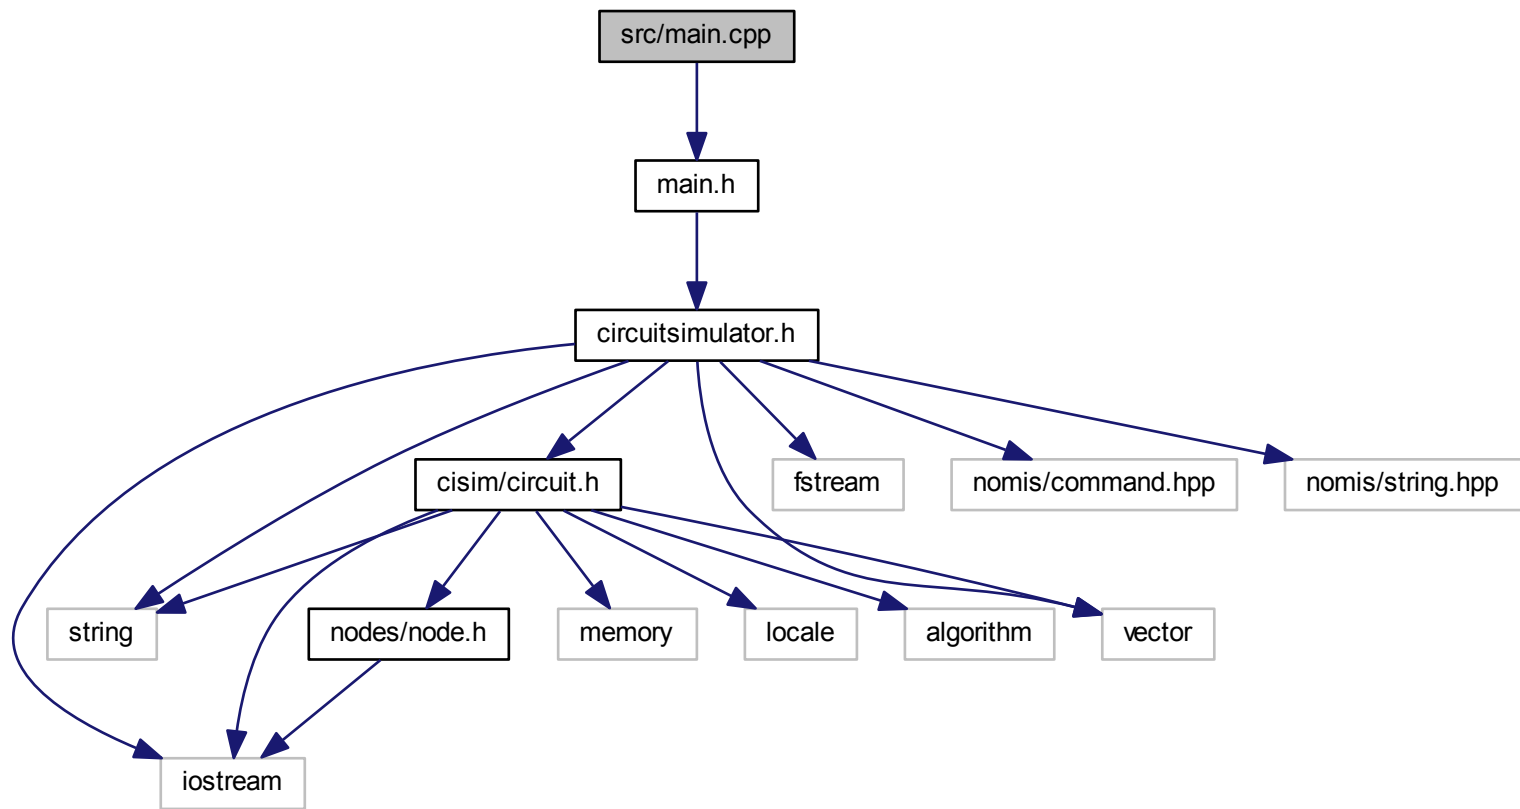 src/main.cpp
main.h
circuitsimulator.h
cisim/circuit.h
fstream
nomis/command.hpp
nomis/string.hpp
string
nodes/node.h
memory
locale
algorithm
vector
iostream